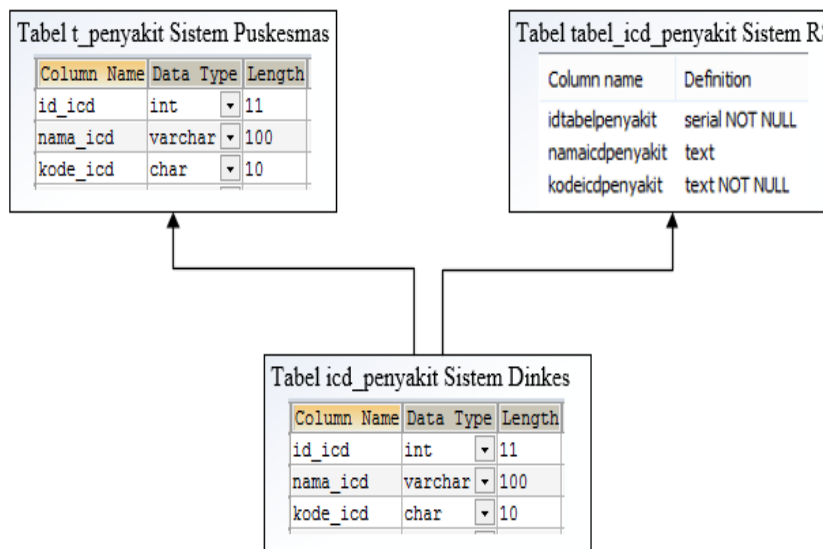 Tabel t_penyakit Sistem Puskesmas
Column Name Data Type Length
id_icd int 11
nama_icd varchar 100
kode_icd char 10
Tabel tabel_icd_penyakit Sistem RS
Column name Definition
idtabelpenyakit serial NOT NULL
namaicdpenyakit text
kodeicdpenyakit text NOT NULL
Tabel icd_penyakit Sistem Dinkes
Column Name Data Type Length
id_icd int 11
nama_icd varchar 100
kode_icd char 10